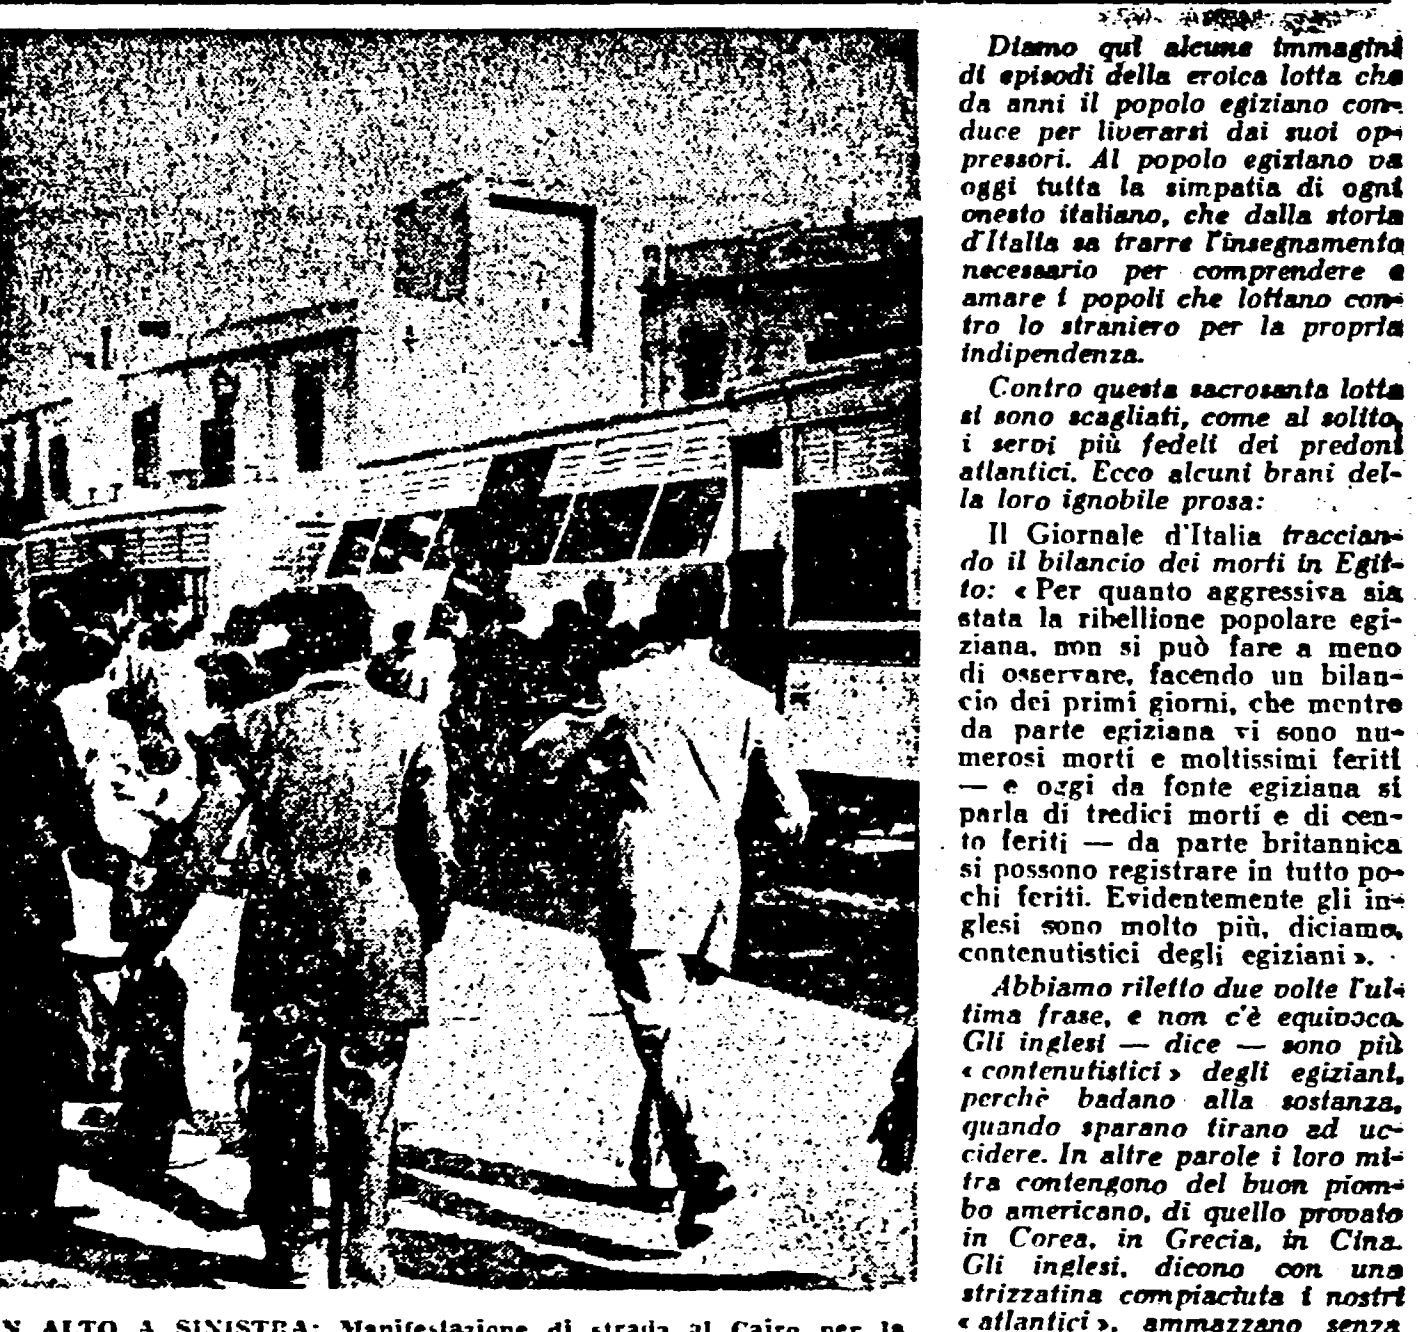 Diamo qui alcune immagini
di episodi della eroica lotta che
da anni il popolo egiziano con-
duce per liverarsi dai suoi op-
pressori. Al popolo egiziano va
oggi tutta la simpatia di ogni
onesto italiano, che dalla storia
d'Italia sa trarre l'insegnamento
necessario per comprendere e
amare i popoli che lottano con-
tro lo straniero per la propria
indipendenza.
Contro questa sacrosanta lotta
si sono scagliati, come al solito,
i servi più fedeli dei predoni
atlantici. Ecco alcuni brani del-
la loro ignobile prosa:
Il Giornale d'Italia traccian-
do il bilancio dei morti in Egit-
to: « Per quanto aggressiva sia
stata la ribellione popolare egi-
ziana, non si può fare a meno
di osservare, facendo un bilan-
cio dei primi giorni, che mentre
da parte egiziana vi sono nu-
merosi morti e moltissimi feriti
— e oggi da fonte egiziana si
parla di tredici morti e di cen-
to feriti — da parte britannica
si possono registrare in tutto po-
chi feriti. Evidentemente gli in-
glesi sono molto più, diciamo,
contenutistici degli egiziani ».
Abbiamo riletto due volte l'ul-
tima frase, e non c'è equivoco.
Gli inglesi — dice — sono più
« contenutistici » degli egiziani,
perchè badano alla sostanza,
quando sparano tirano ad uc-
cidere. In altre parole i loro mi-
tra contengono del buon piom-
bo americano, di quello provato
in Corea, in Grecia, in Cina.
Gli inglesi, dicono con una
strizzatina compiaciuta i nostri
« atlantici », ammazzano senza
N ALTO A SINISTRA: Manifestazione di strada al Cairo per la